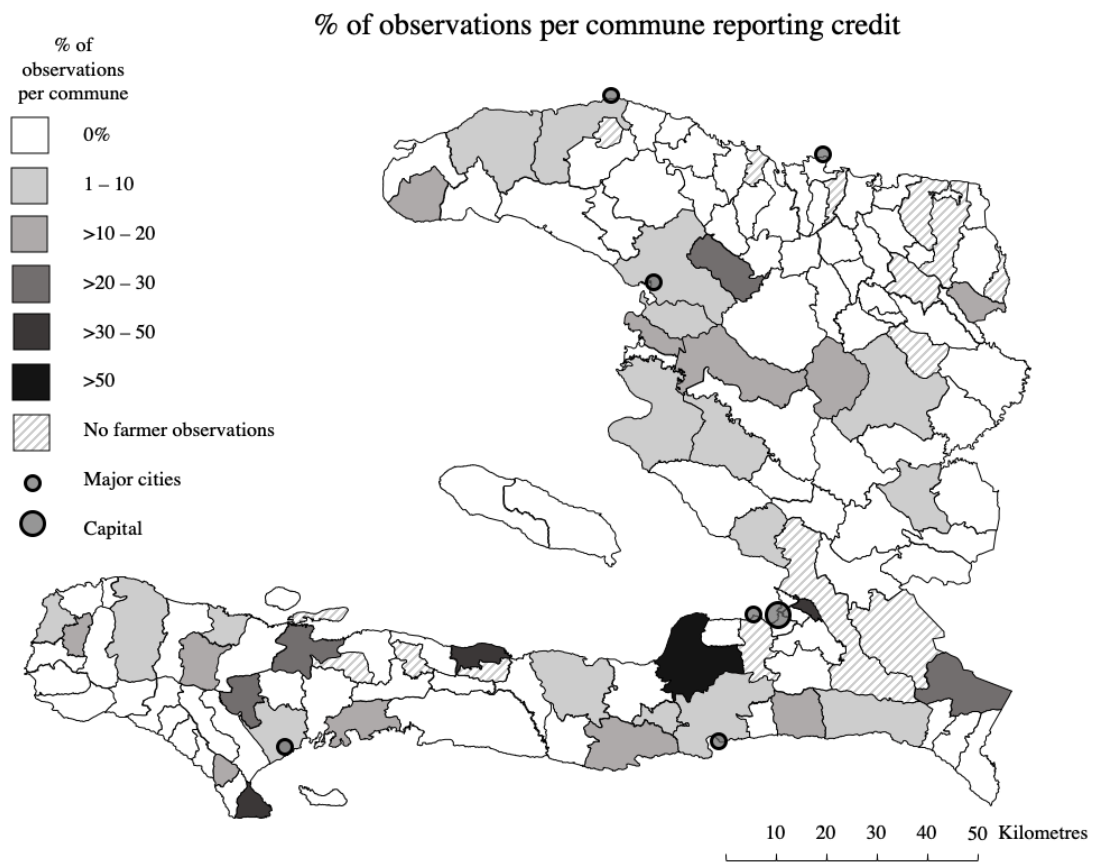 % of observations per commune reporting credit
% of
observations
per commune
0%
1 – 10
>10 – 20
>20 – 30
>30 – 50
>50
No farmer observations
Major cities
Capital
10 20 30 40 50 Kilometres